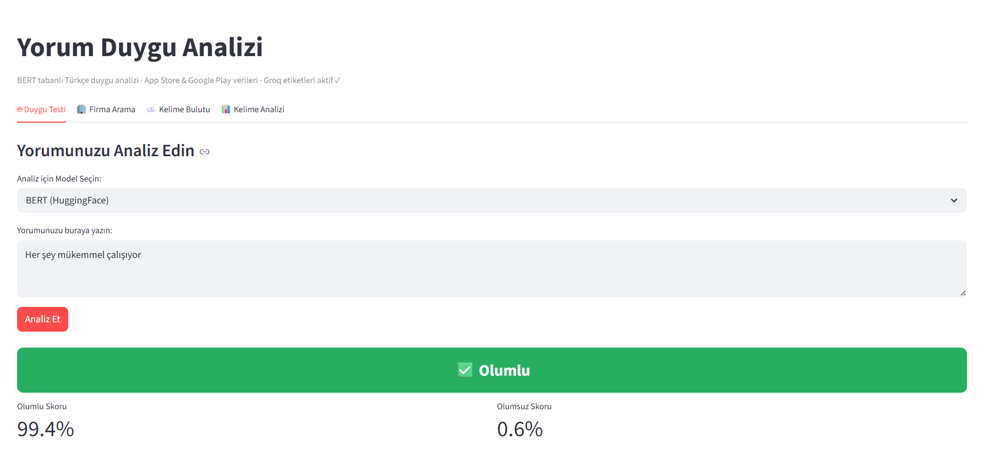 Yorum Duygu Analizi
BERT tabanlı Türkçe duygu analizi · App Store & Google Play verileri · Groq etiketleri aktif ✓
Duygu Testi Firma Arama Kelime Bulutu Kelime Analizi
Yorumunuzu Analiz Edin
Analiz için Model Seçin:
BERT (HuggingFace)
Yorumunuzu buraya yazın:
Her şey mükemmel çalışıyor
Analiz Et
✅ Olumlu
Olumlu Skoru Olumsuz Skoru
99.4% 0.6%